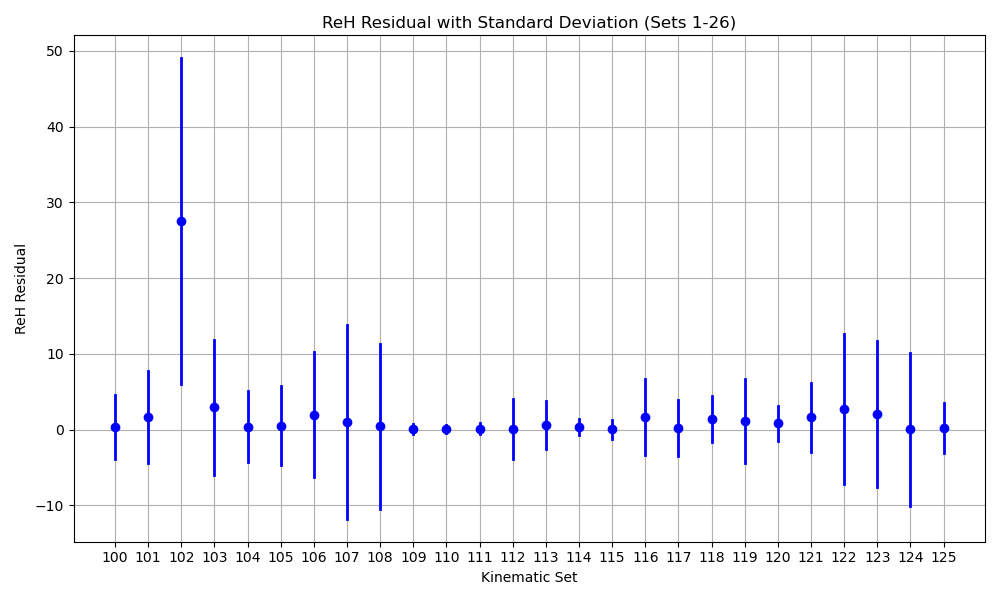 ReH Residual with Standard Deviation (Sets 1-26)
ReH Residual
50
40
30
20
10
0
−10
100 101 102 103 104 105 106 107 108 109 110 111 112 113 114 115 116 117 118 119 120 121 122 123 124 125
Kinematic Set